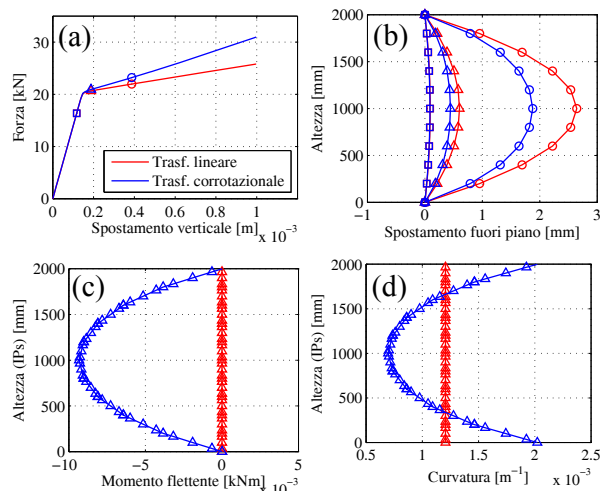 (a)
30
20
10
0
Forza [kN]
Trasf. lineare
Trasf. corrotazionale
0 0.2 0.4 0.6 0.8 1
Spostamento verticale [m]
x 10⁻³
(b)
2000
1500
1000
500
0
Altezza [mm]
−1 0 1 2 3
Spostamento fuori piano [mm]
(c)
2000
1500
1000
500
0
Altezza (IPs) [mm]
−10 −5 0 5
Momento flettente [kNm]
x 10⁻³
(d)
2000
1500
1000
500
0
Altezza (IPs) [mm]
0.5 1 1.5 2 2.5
Curvatura [m⁻¹]
x 10⁻³